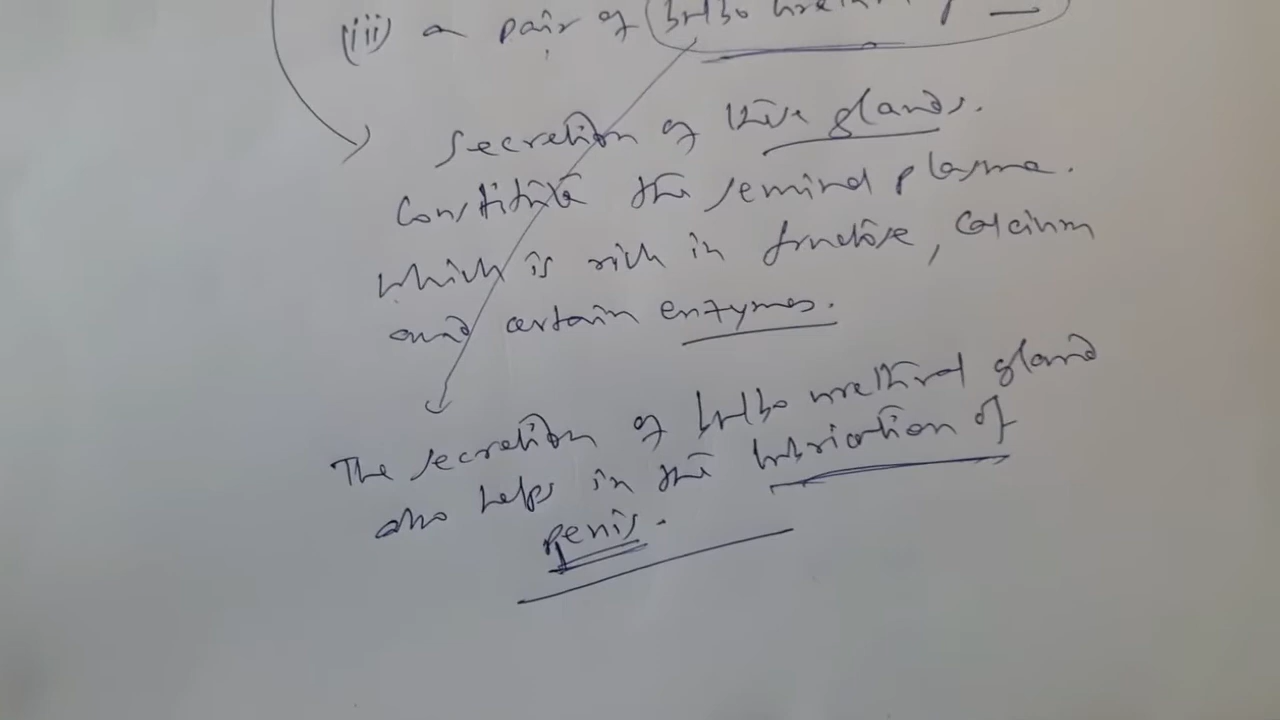 (iii) a pair of bulbo urethral
Secretion of these glands.
Constitute the seminal plasma.
which is rich in fructose, calcium
and certain enzymes.
The secretion of bulbo urethral gland
also helps in the lubrication of
penis.